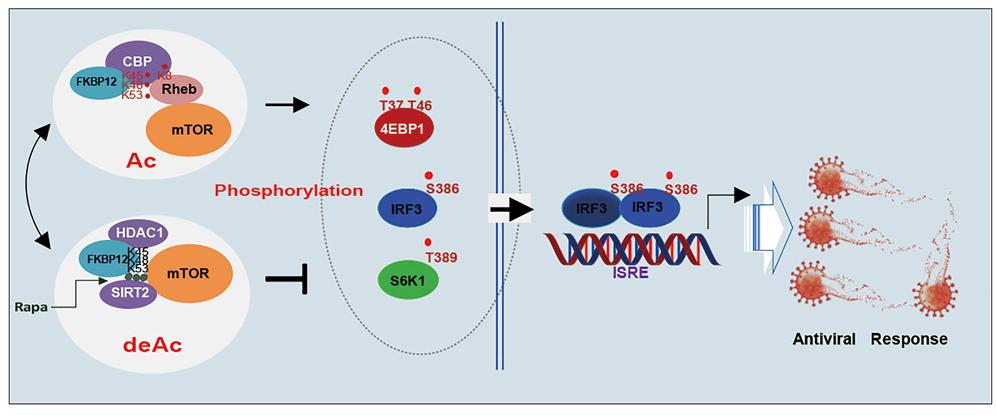 CBP
FKBP12
K45
K48
K53
K8
Rheb
mTOR
Ac
HDAC1
FKBP12
K45
K48
K53
mTOR
SIRT2
Rapa
deAc
T37 T46
4EBP1
Phosphorylation
S386
IRF3
T389
S6K1
S386
S386
IRF3
IRF3
ISRE
Antiviral Response